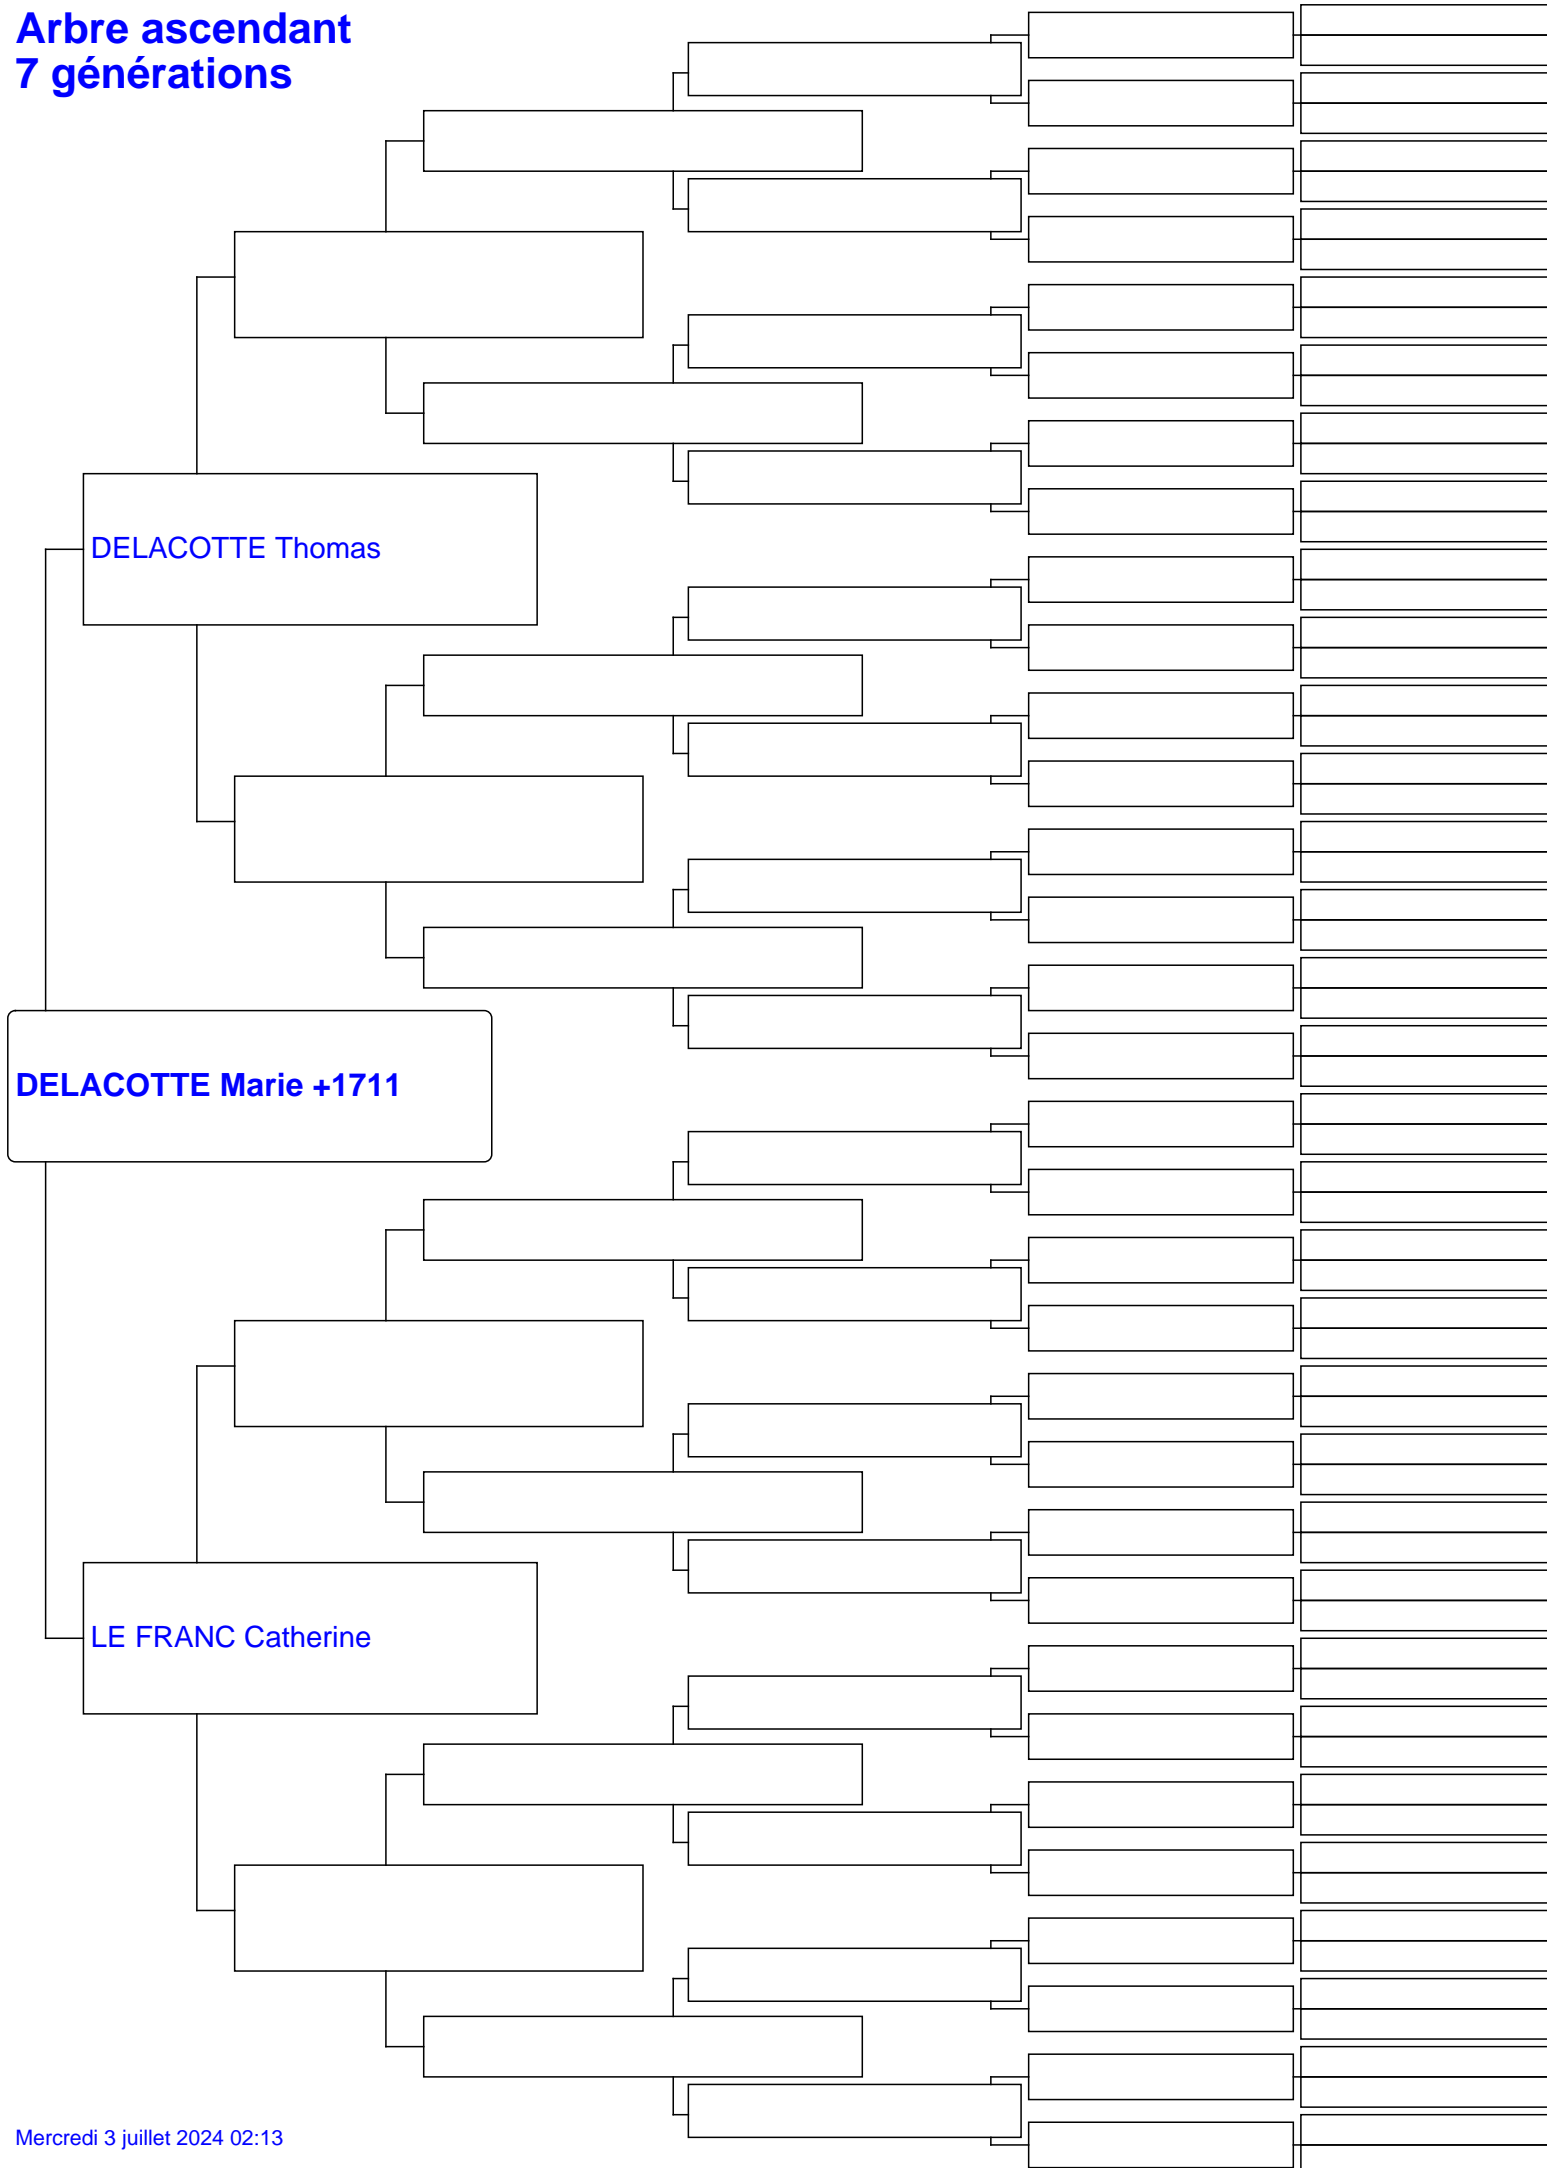 Arbre ascendant
7 générations
DELACOTTE Thomas
DELACOTTE Marie +1711
LE FRANC Catherine
Mercredi 3 juillet 2024 02:13